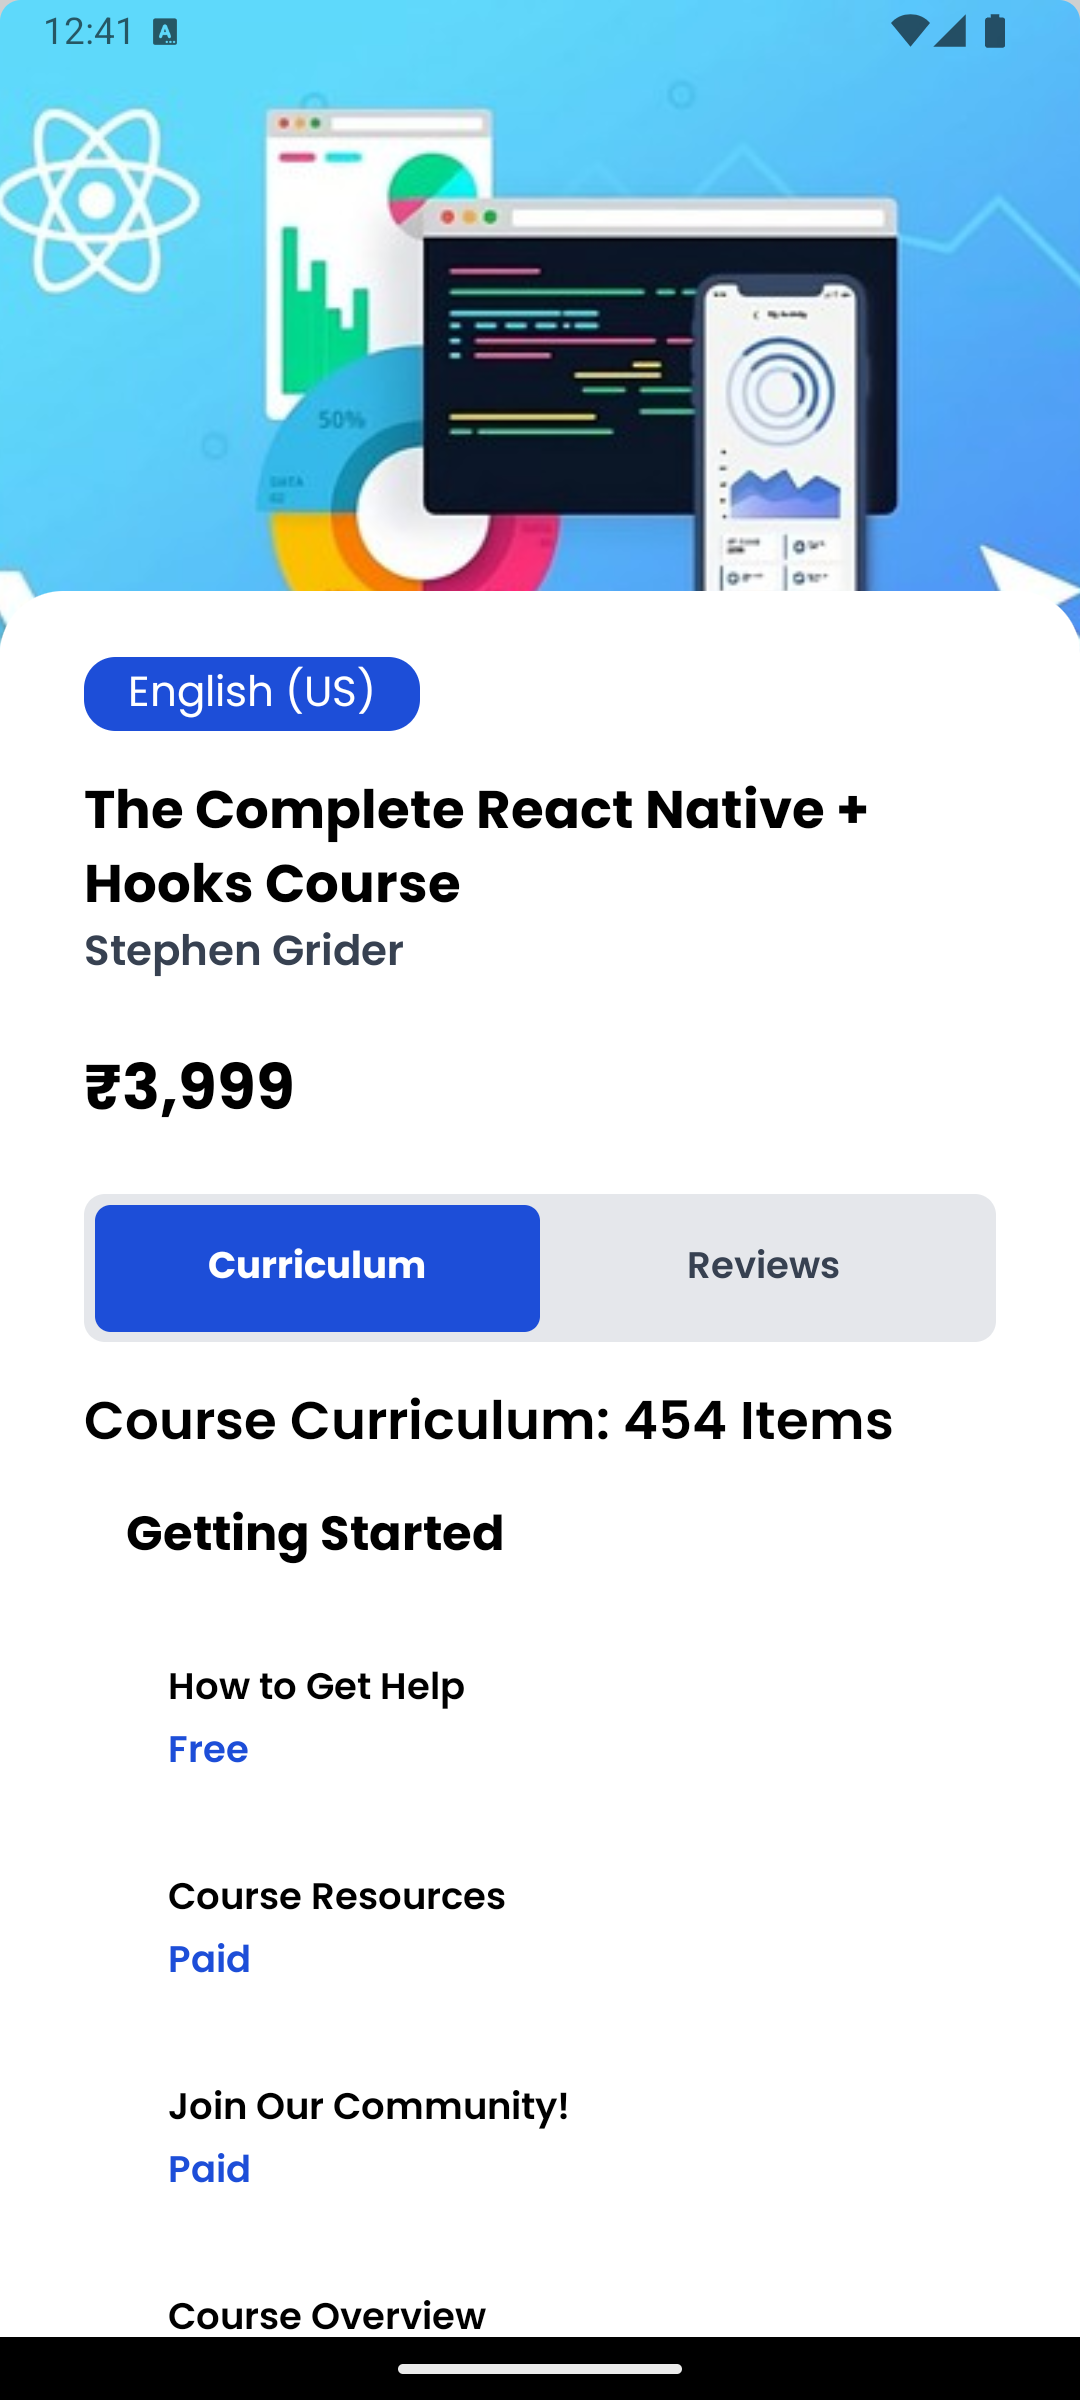 12:41
50%
English (US)
The Complete React Native +
Hooks Course
Stephen Grider
₹3,999
Curriculum
Reviews
Course Curriculum: 454 Items
Getting Started
How to Get Help
Free
Course Resources
Paid
Join Our Community!
Paid
Course Overview